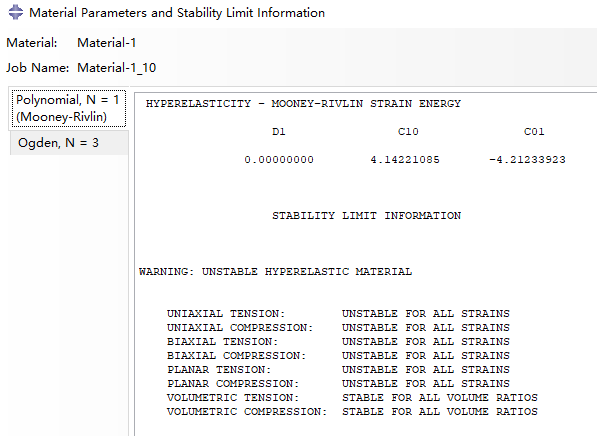 Material Parameters and Stability Limit Information
Material: Material-1
Job Name: Material-1_10
Polynomial, N = 1
(Mooney-Rivlin)
Ogden, N = 3
HYPERELASTICITY - MOONEY-RIVLIN STRAIN ENERGY
D1 C10 C01
0.00000000 4.14221085 -4.21233923
STABILITY LIMIT INFORMATION
WARNING: UNSTABLE HYPERELASTIC MATERIAL
UNIAXIAL TENSION: UNSTABLE FOR ALL STRAINS
UNIAXIAL COMPRESSION: UNSTABLE FOR ALL STRAINS
BIAXIAL TENSION: UNSTABLE FOR ALL STRAINS
BIAXIAL COMPRESSION: UNSTABLE FOR ALL STRAINS
PLANAR TENSION: UNSTABLE FOR ALL STRAINS
PLANAR COMPRESSION: UNSTABLE FOR ALL STRAINS
VOLUMETRIC TENSION: STABLE FOR ALL VOLUME RATIOS
VOLUMETRIC COMPRESSION: STABLE FOR ALL VOLUME RATIOS